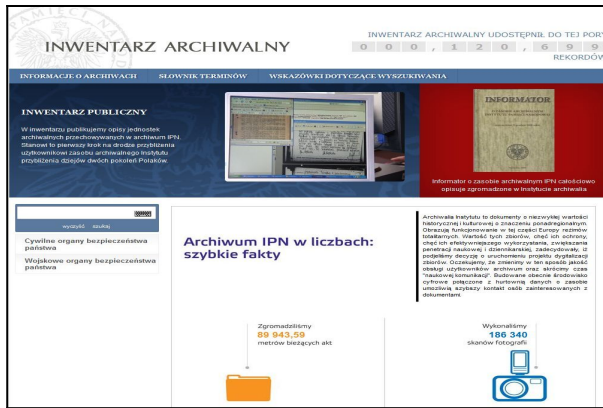 INWENTARZ ARCHIWALNY
INWENTARZ ARCHIWALNY UDOSTĘPNIŁ DO TEJ PORY
0 0 0 , 1 2 0 , 6 9 9
REKORDÓW
INFORMACJE O ARCHIWACH SŁOWNIK TERMINÓW WSKAZÓWKI DOTYCZĄCE WYSZUKIWANIA
INWENTARZ PUBLICZNY
W inwentarzu publikujemy opisy jednostek
archiwalnych przechowywanych w archiwum IPN.
Stanowi to pierwszy krok na drodze przybliżenia
użytkownikowi zasobu archiwalnego Instytutu
przybliżenia dziejów dwóch pokoleń Polaków.
INFORMATOR
Informator o zasobie archiwalnym IPN całościowo
opisuje zgromadzone w Instytucie archiwalia
wyczyść szukaj
Cywilne organy bezpieczeństwa
państwa
Wojskowe organy bezpieczeństwa
państwa
Archiwum IPN w liczbach:
szybkie fakty
Archiwalia Instytutu to dokumenty o niezwykłej wartości
historycznej i kulturowej o znaczeniu ponadregionalnym.
Obrazują funkcjonowanie w tej części Europy reżimów
totalitarnych. Wartość tych zbiorów, chęć ich ochrony,
chęć ich efektywniejszego wykorzystania, zwiększania
penetracji naukowej i dziennikarskiej, zadecydowały, iż
podjęliśmy decyzję o uruchomieniu projektu dygitalizacji
zbiorów. Oczekujemy, że zmienimy w ten sposób jakość
obsługi użytkowników archiwum oraz skrócimy czas
"naukowej komunikacji". Budowane obecnie środowisko
cyfrowe połączone z hurtownią danych o zasobie
umożliwią szybszy kontakt osób zainteresowanych z
dokumentami.
Zgromadziliśmy
89 943,59
metrów bieżących akt
Wykonaliśmy
186 340
skanów fotografii